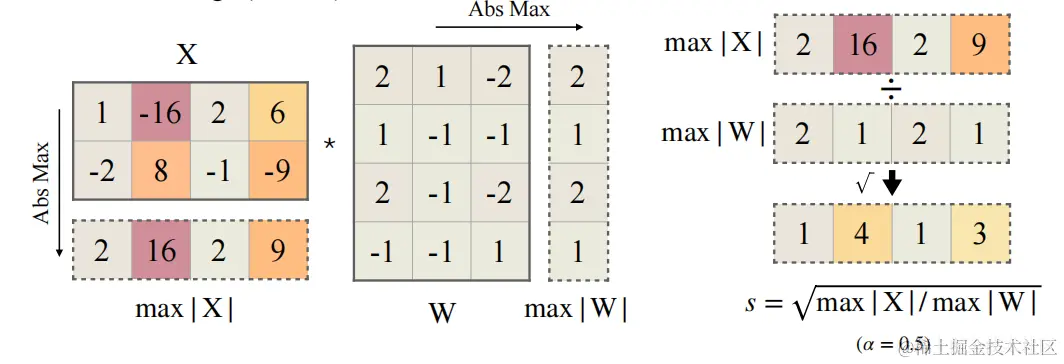 Abs Max
X
1 -16 2 6
-2 8 -1 -9
Abs Max
2 16 2 9
max|X|
*
2 1 -2
1 -1 -1
2 -1 -2
-1 -1 1
W
2
1
2
1
max|W|
max|X| 2 16 2 9
÷
max|W| 2 1 2 1
√
1 4 1 3
s = √max|X|/max|W|
(α = 0.5)
@稀土掘金技术社区